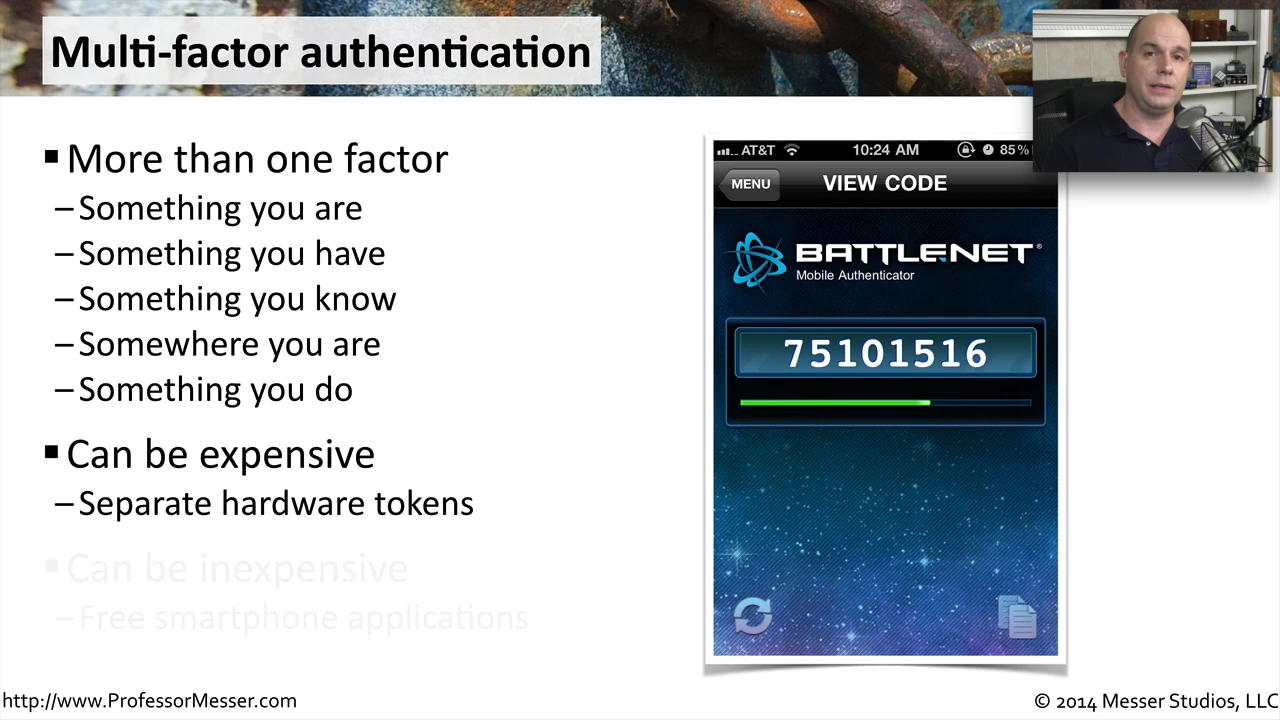 Multi-factor authentication
▪ More than one factor
– Something you are
– Something you have
– Something you know
– Somewhere you are
– Something you do
▪ Can be expensive
– Separate hardware tokens
▪ Can be inexpensive
– Free smartphone applications
AT&T 10:24 AM 85%
MENU VIEW CODE
BATTLE.NET®
Mobile Authenticator
75101516
http://www.ProfessorMesser.com
© 2014 Messer Studios, LLC